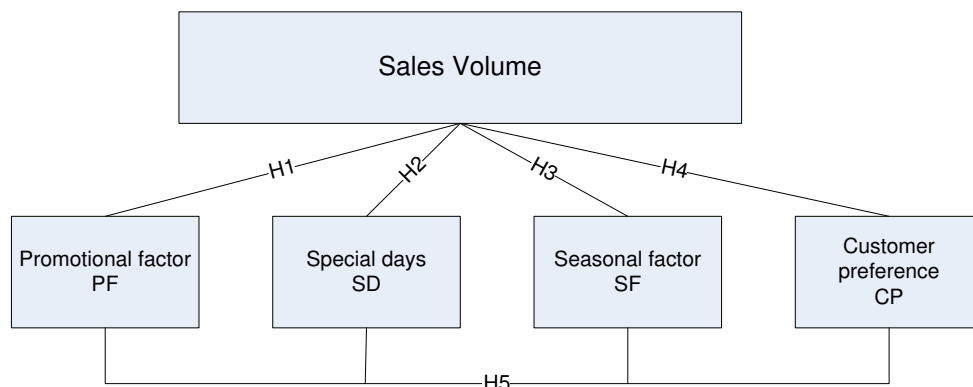 Sales Volume
H1
H2
H3
H4
Promotional factor
PF
Special days
SD
Seasonal factor
SF
Customer
preference
CP
H5